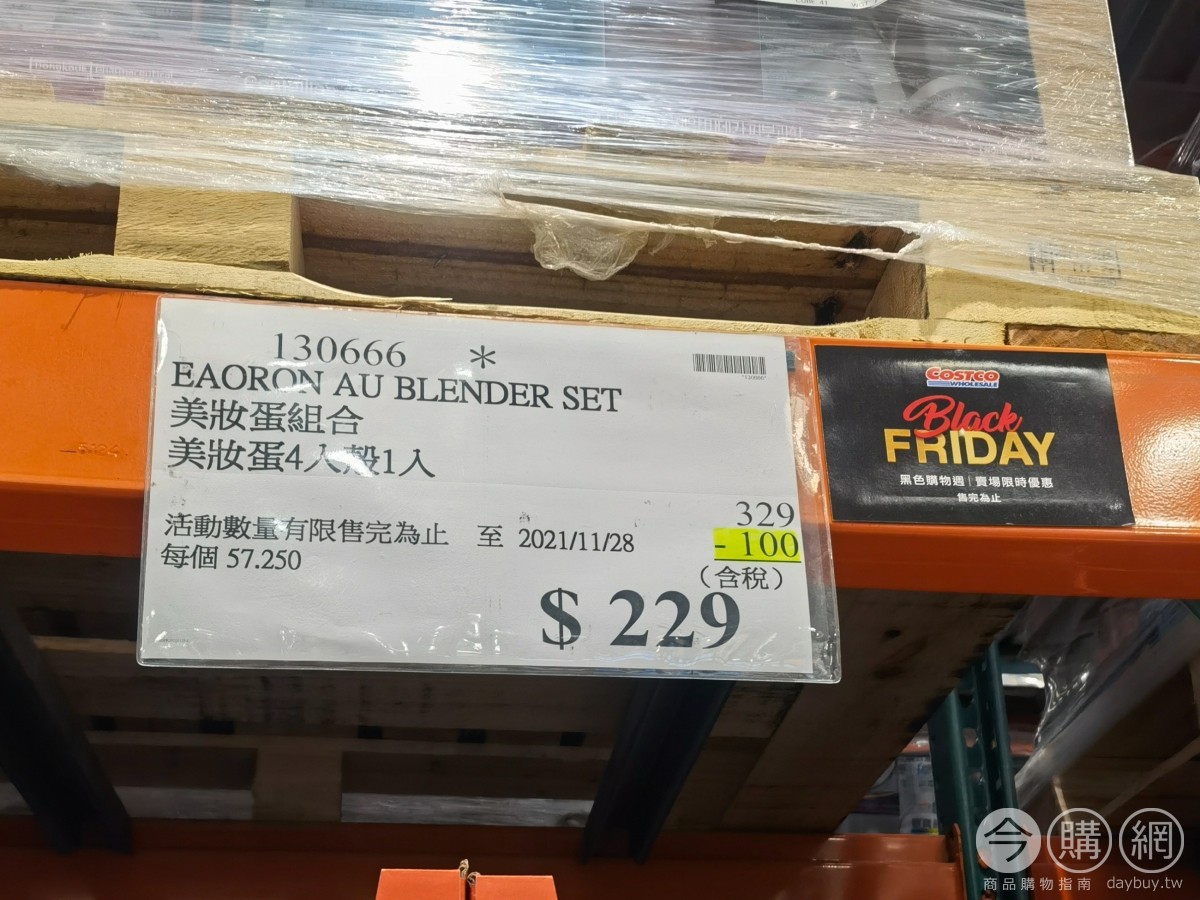 130666 *
EAORON AU BLENDER SET
美妝蛋組合
美妝蛋4入殼1入
活動數量有限售完為止 至 2021/11/28
每個 57.250
329
- 100
（含稅）
$ 229
COSTCO
WHOLESALE
Black
FRIDAY
黑色購物週｜賣場限時優惠
售完為止
今購網
商品購物指南 daybuy.tw